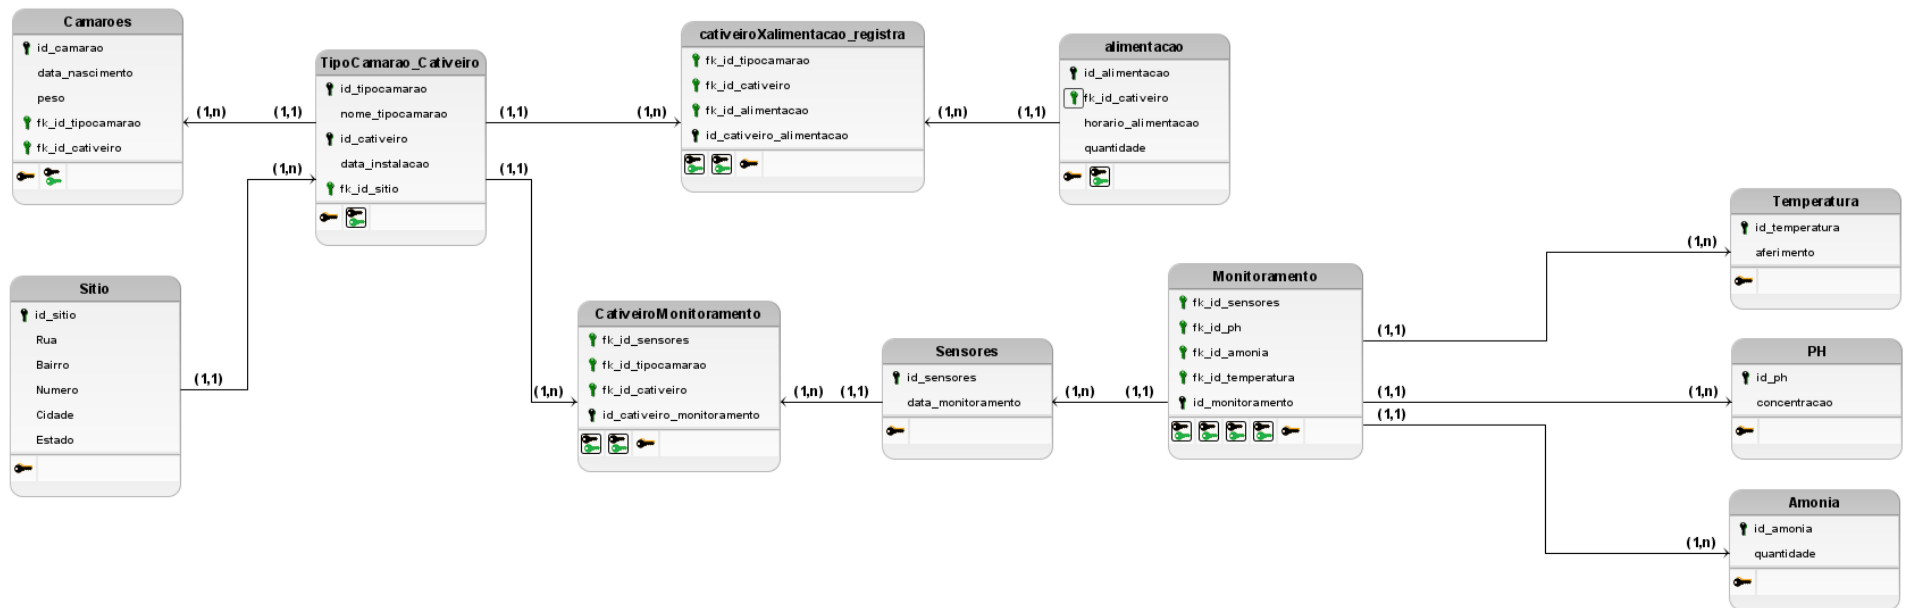 Camaroes
id_camarao
data_nascimento
peso
fk_id_tipocamarao
fk_id_cativeiro
(1,n)
(1,1)
TipoCamarao_Cativeiro
id_tipocamarao
nome_tipocamarao
id_cativeiro
data_instalacao
fk_id_sitio
(1,n)
(1,1)
(1,n)
(1,1)
cativeiroXalimentacao_registra
fk_id_tipocamarao
fk_id_cativeiro
fk_id_alimentacao
id_cativeiro_alimentacao
(1,n)
(1,1)
alimentacao
id_alimentacao
fk_id_cativeiro
horario_alimentacao
quantidade
Sitio
id_sitio
Rua
Bairro
Numero
Cidade
Estado
(1,1)
CativeiroMonitoramento
fk_id_sensores
fk_id_tipocamarao
fk_id_cativeiro
id_cativeiro_monitoramento
(1,n)
(1,n)
(1,1)
Sensores
id_sensores
data_monitoramento
(1,n)
(1,1)
Monitoramento
fk_id_sensores
fk_id_ph
fk_id_amonia
fk_id_temperatura
id_monitoramento
(1,1)
(1,1)
(1,1)
(1,n)
Temperatura
id_temperatura
aferimento
(1,n)
PH
id_ph
concentracao
(1,n)
Amonia
id_amonia
quantidade